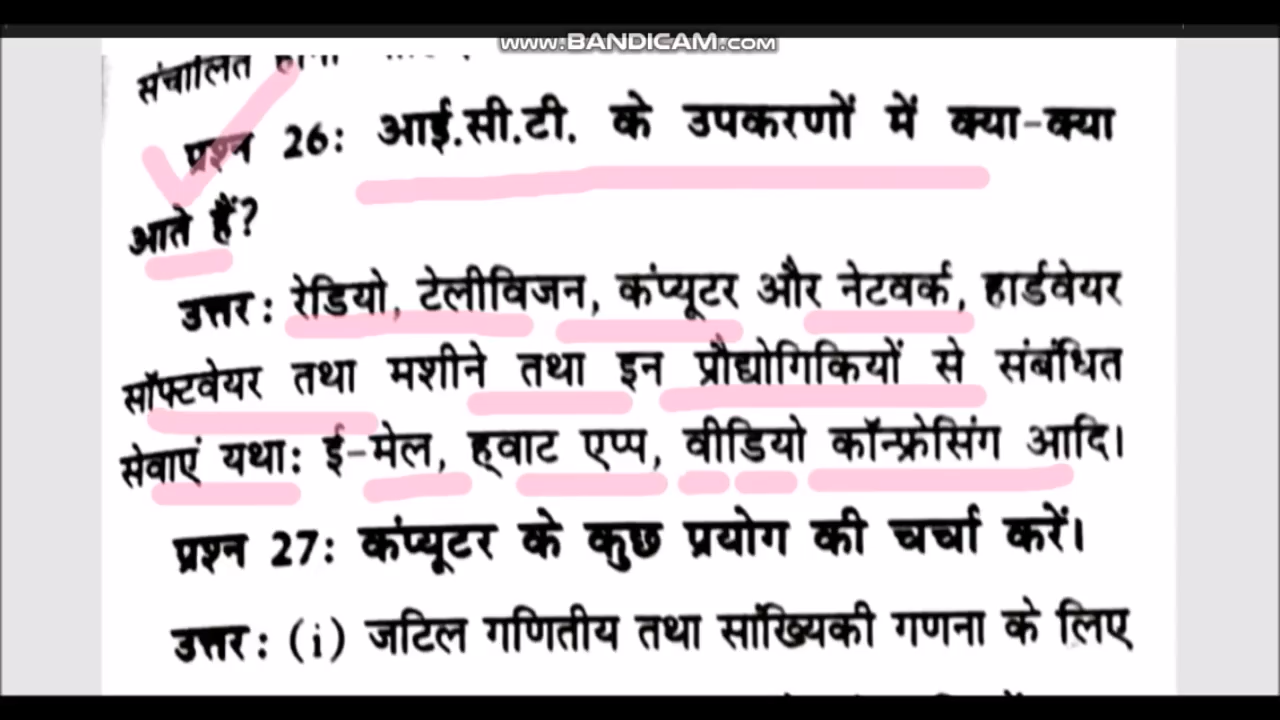 www.BANDICAM.com
संचालित
प्रश्न 26: आई.सी.टी. के उपकरणों में क्या-क्या
आते हैं?
उत्तर: रेडियो, टेलीविजन, कंप्यूटर और नेटवर्क, हार्डवेयर
सॉफ्टवेयर तथा मशीने तथा इन प्रौद्योगिकियों से संबंधित
सेवाएं यथा: ई-मेल, ह्वाट एप्प, वीडियो कॉन्फ्रेसिंग आदि।
प्रश्न 27: कंप्यूटर के कुछ प्रयोग की चर्चा करें।
उत्तर: (i) जटिल गणितीय तथा सांख्यिकी गणना के लिए